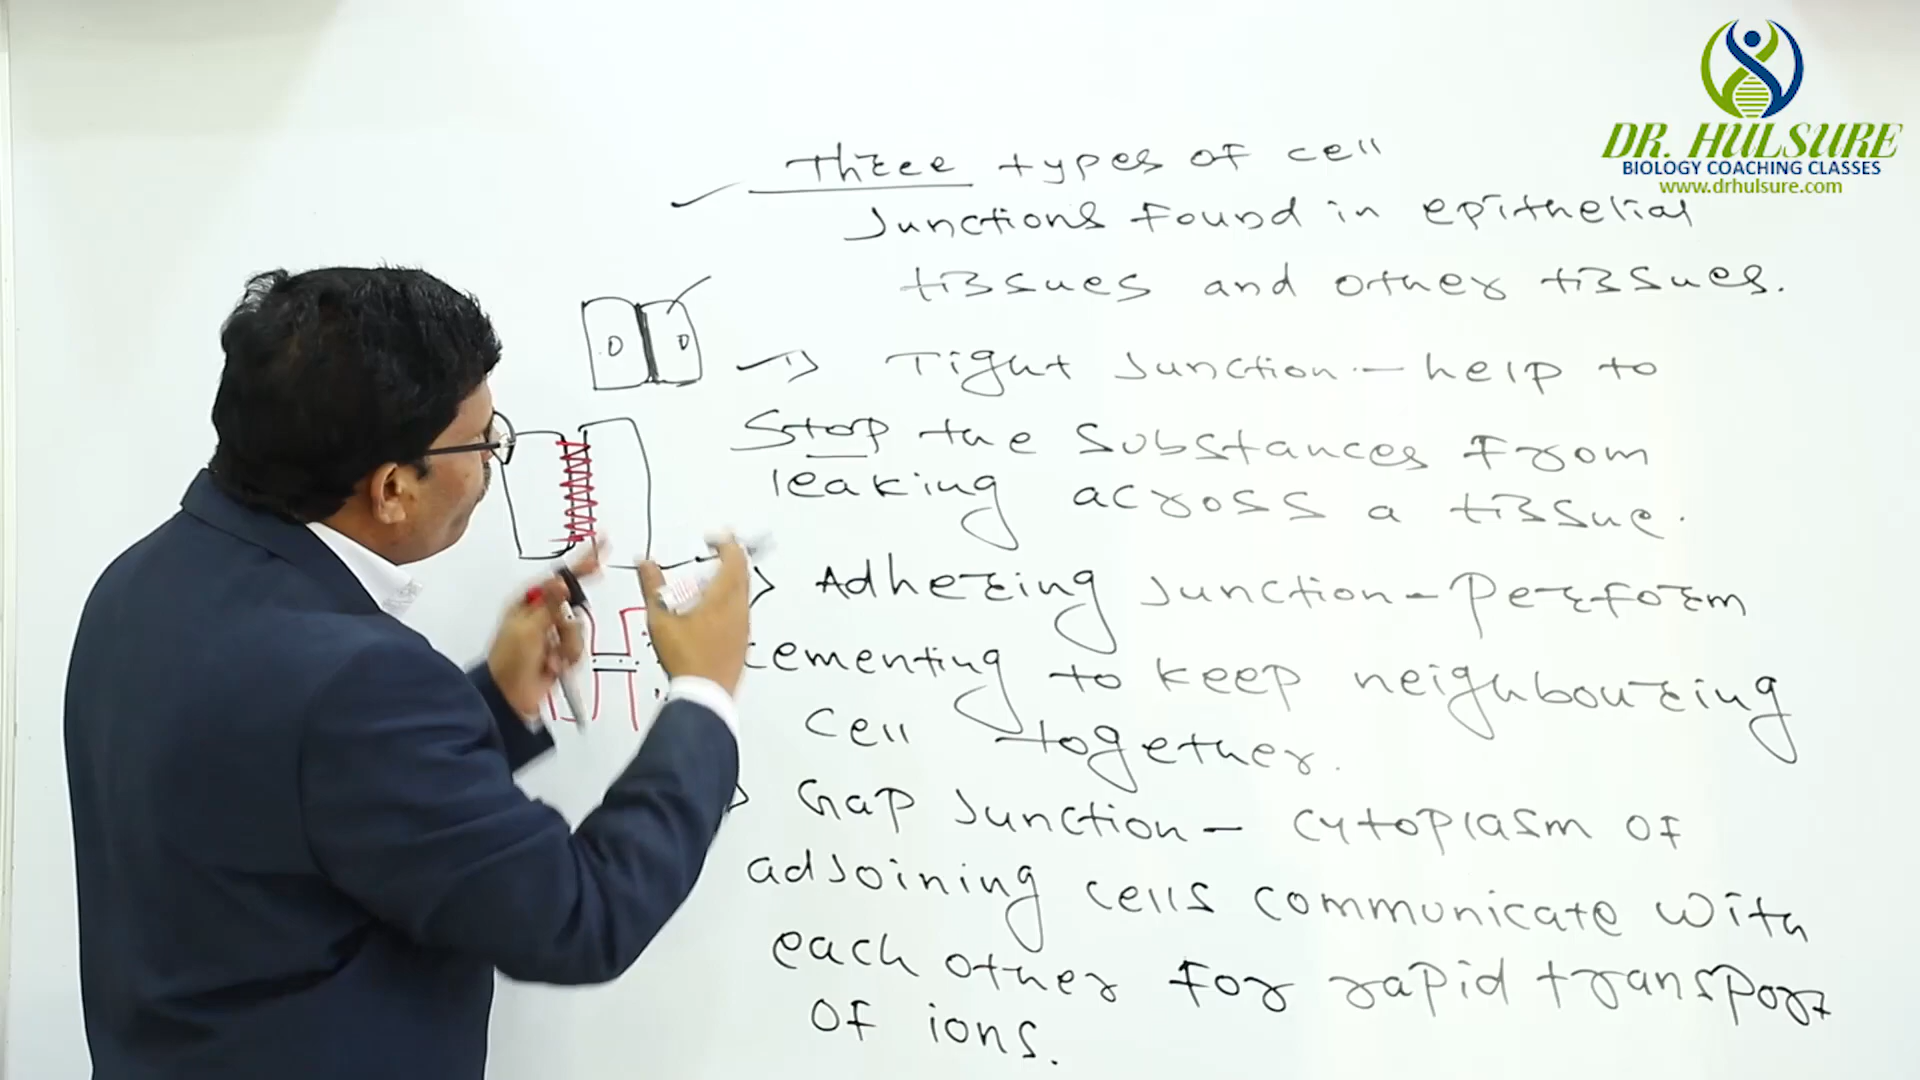 DR. HULSURE
BIOLOGY COACHING CLASSES
www.drhulsure.com
Three types of cell
Junctions found in epithelial
tissues and other tissues.
1) Tight Junction - help to
Stop the substances from
leaking across a tissue.
Adhering Junction - Perform
cementing to keep neighbouring
cell together.
Gap Junction - cytoplasm of
adjoining cells communicate with
each other for rapid transport
of ions.